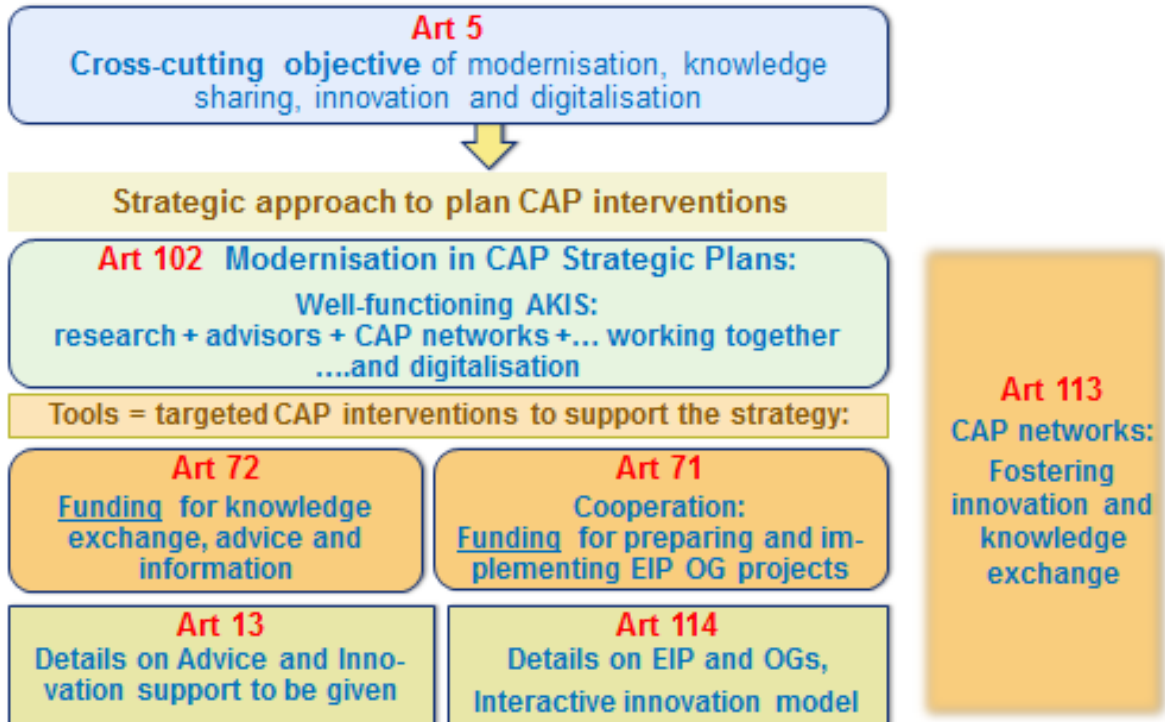 Art 5
Cross-cutting objective of modernisation, knowledge
sharing, innovation and digitalisation
Strategic approach to plan CAP interventions
Art 102 Modernisation in CAP Strategic Plans:
Well-functioning AKIS:
research + advisors + CAP networks +... working together
....and digitalisation
Tools = targeted CAP interventions to support the strategy:
Art 72
Funding for knowledge
exchange, advice and
information
Art 71
Cooperation:
Funding for preparing and im-
plementing EIP OG projects
Art 13
Details on Advice and Inno-
vation support to be given
Art 114
Details on EIP and OGs,
Interactive innovation model
Art 113
CAP networks:
Fostering
innovation and
knowledge
exchange